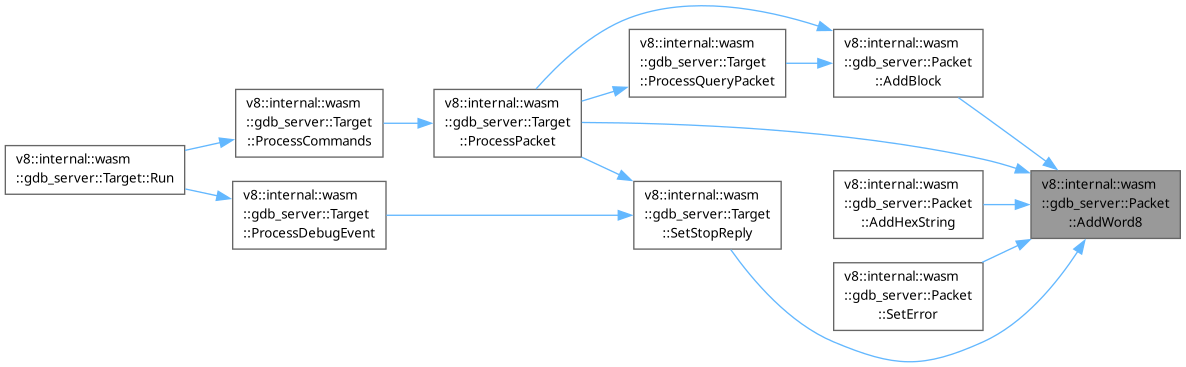 v8::internal::wasm
::gdb_server::Target::Run
v8::internal::wasm
::gdb_server::Target
::ProcessCommands
v8::internal::wasm
::gdb_server::Target
::ProcessDebugEvent
v8::internal::wasm
::gdb_server::Target
::ProcessPacket
v8::internal::wasm
::gdb_server::Target
::ProcessQueryPacket
v8::internal::wasm
::gdb_server::Target
::SetStopReply
v8::internal::wasm
::gdb_server::Packet
::AddBlock
v8::internal::wasm
::gdb_server::Packet
::AddHexString
v8::internal::wasm
::gdb_server::Packet
::SetError
v8::internal::wasm
::gdb_server::Packet
::AddWord8